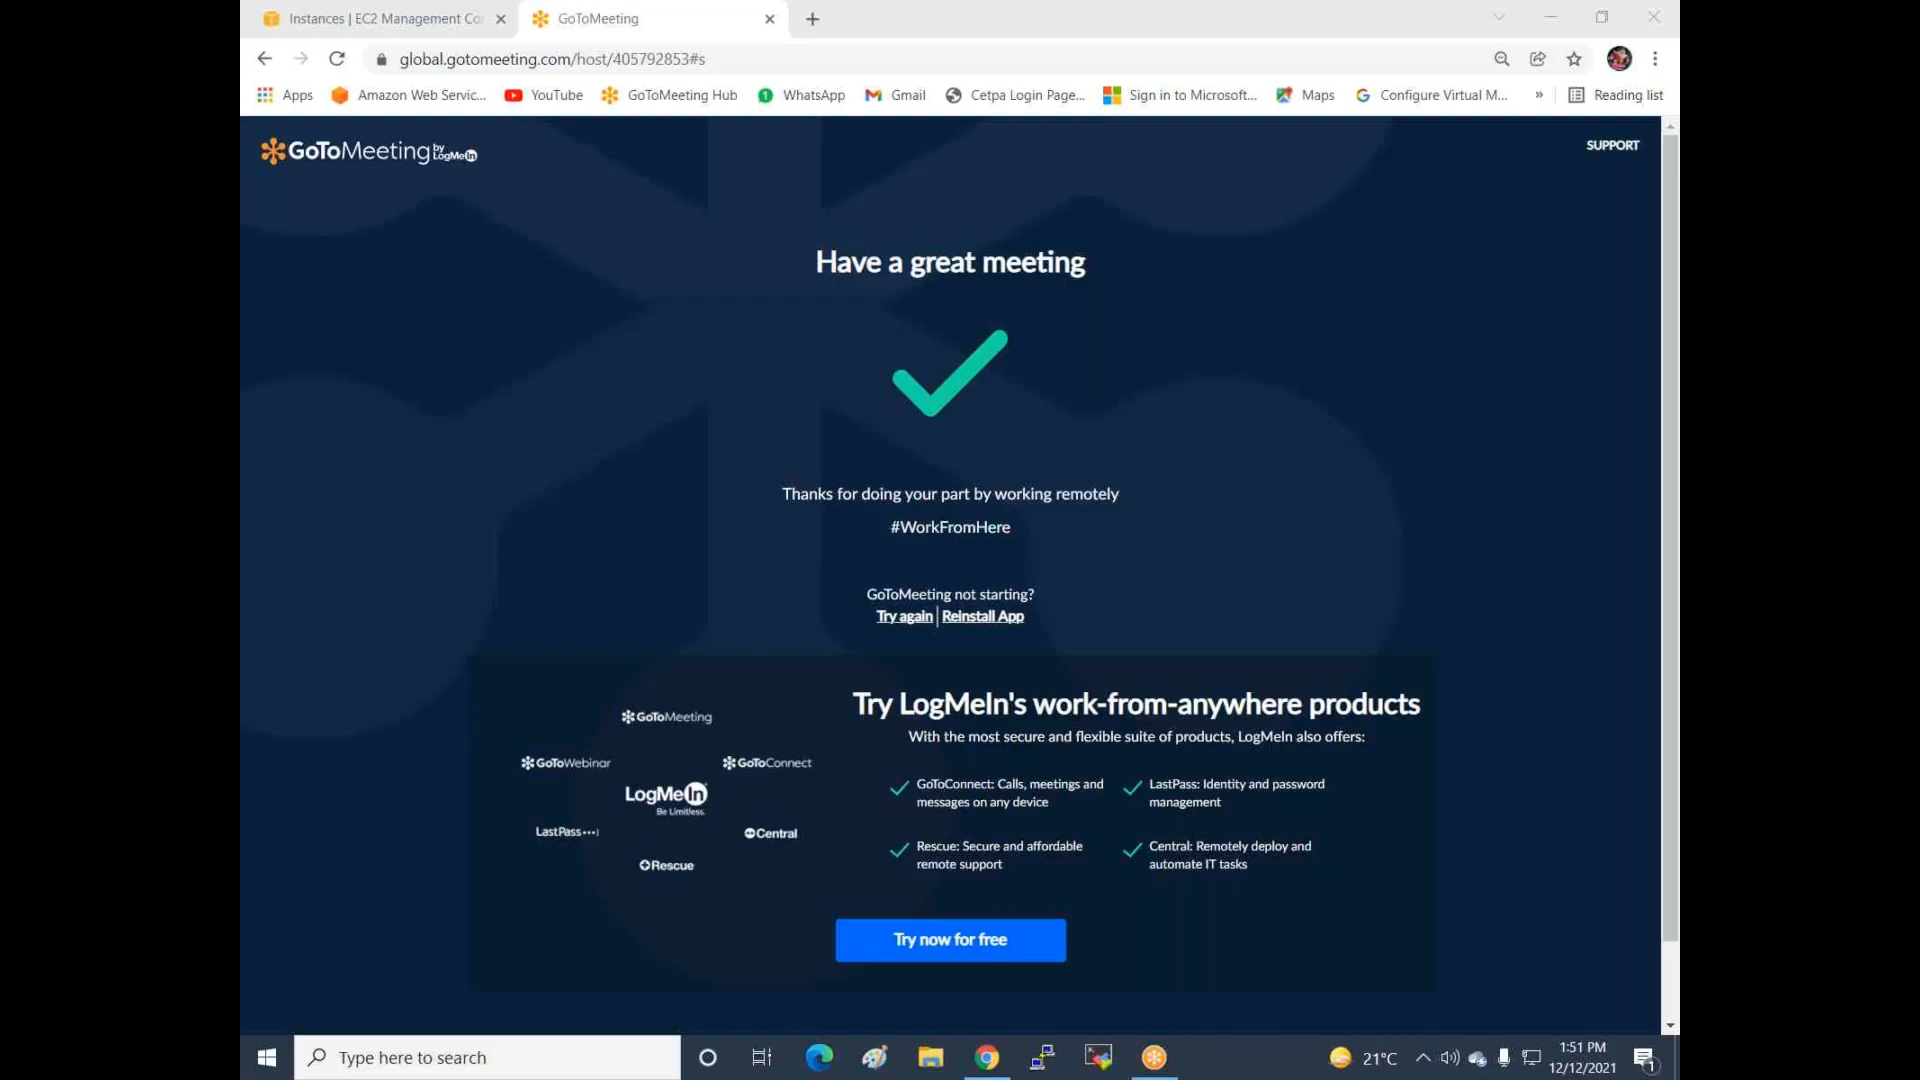 Instances | EC2 Management Co
GoToMeeting
global.gotomeeting.com/host/405792853#s
Apps
Amazon Web Servic...
YouTube
GoToMeeting Hub
WhatsApp
Gmail
Cetpa Login Page...
Sign in to Microsoft...
Maps
Configure Virtual M...
»
Reading list
GoToMeeting by LogMeIn
SUPPORT
Have a great meeting
Thanks for doing your part by working remotely
#WorkFromHere
GoToMeeting not starting?
Try again | Reinstall App
GoToMeeting
GoToWebinar
GoToConnect
LogMeIn
Be Limitless.
LastPass•••|
Central
Rescue
Try LogMeIn's work-from-anywhere products
With the most secure and flexible suite of products, LogMeIn also offers:
GoToConnect: Calls, meetings and
messages on any device
LastPass: Identity and password
management
Rescue: Secure and affordable
remote support
Central: Remotely deploy and
automate IT tasks
Try now for free
Type here to search
21°C
1:51 PM
12/12/2021
1